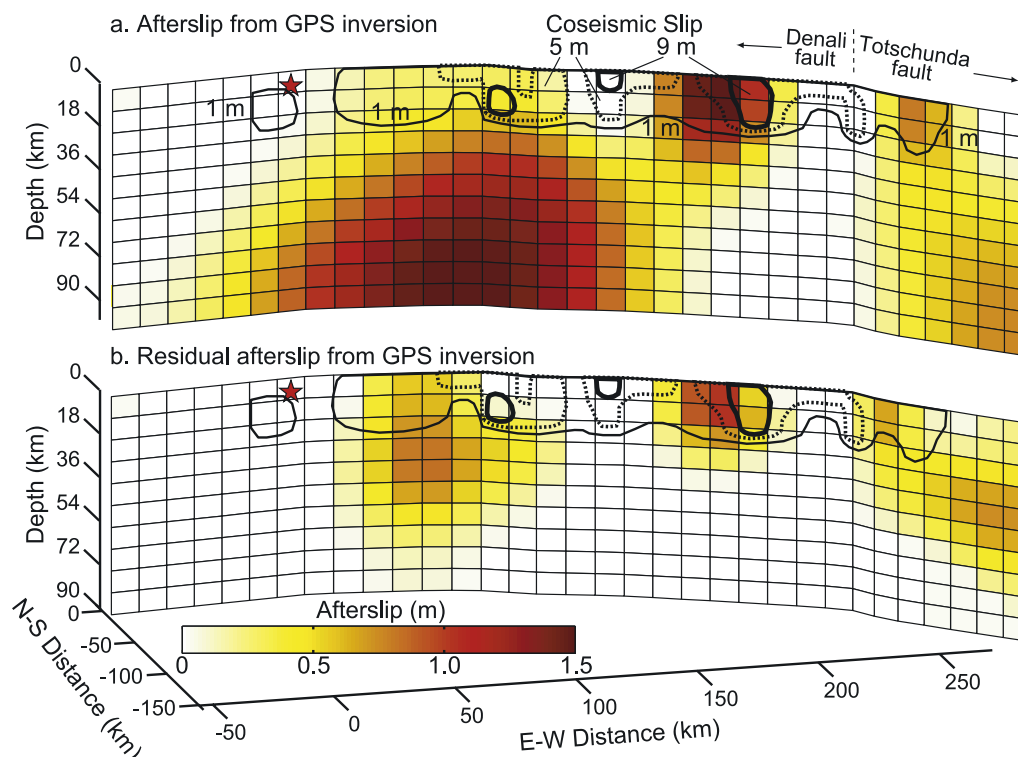 a. Afterslip from GPS inversion
Coseismic Slip
5 m
9 m
Denali
fault
Totschunda
fault
1 m
1 m
1 m
1 m
0
18
36
54
72
90
Depth (km)
b. Residual afterslip from GPS inversion
0
18
36
54
72
90
Depth (km)
Afterslip (m)
0
0.5
1.0
1.5
0
-50
-100
-150
N-S Distance (km)
-50
0
50
100
150
200
250
E-W Distance (km)